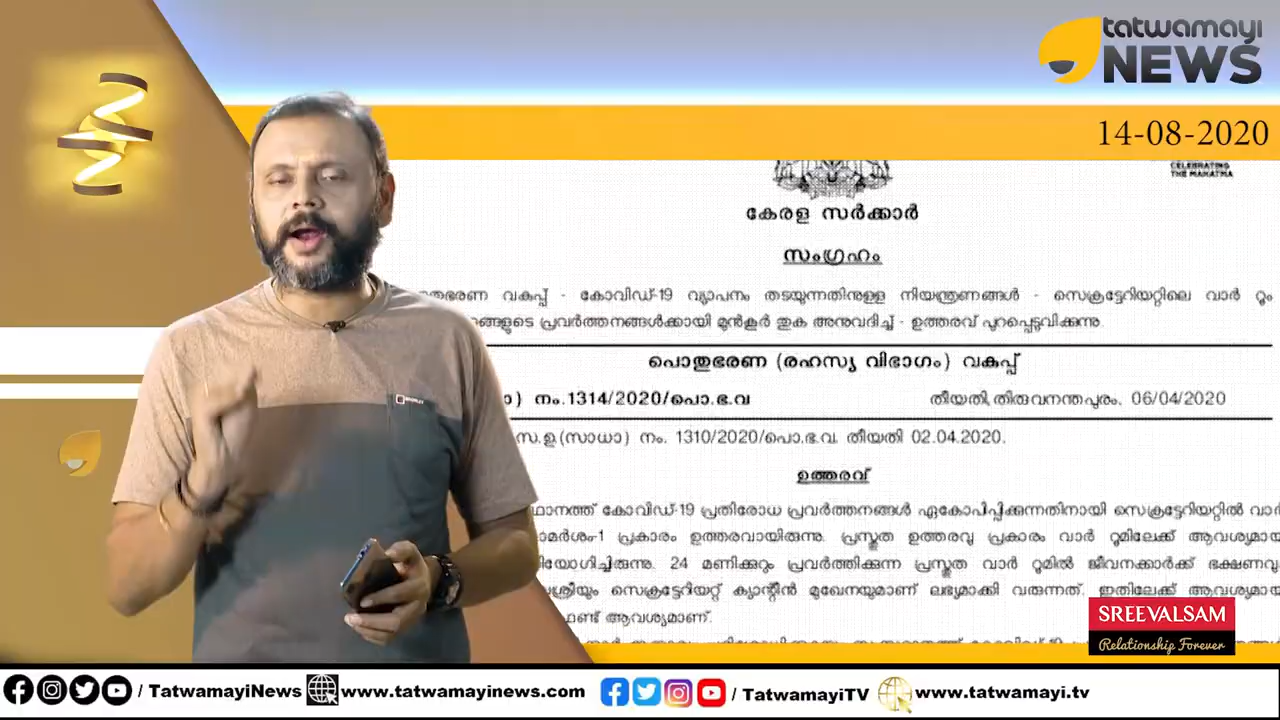 tatwamayi
NEWS
14-08-2020
CELEBRATING
THE MAHATMA
കേരള സർക്കാർ
സംഗ്രഹം
വകുപ്പ് - കോവിഡ്-19 വ്യാപനം തടയുന്നതിനുള്ള നിയന്ത്രണങ്ങൾ - സെക്രട്ടേറിയറ്റിലെ വാർ റും
പ്രവർത്തനങ്ങൾക്കായി മുൻകൂർ തുക അനുവദിച്ച് - ഉത്തരവ് പുറപ്പെടുവിക്കുന്നു.
പൊതുഭരണ (രഹസ്യ വിഭാഗം) വകുപ്പ്
നം.1314/2020/പൊ.ഭ.വ തീയതി,തിരുവനന്തപുരം, 06/04/2020
സ.ഉ.(സാധാ) നം. 1310/2020/പൊ.ഭ.വ. തീയതി 02.04.2020.
ഉത്തരവ്
കോവിഡ്-19 പ്രതിരോധ പ്രവർത്തനങ്ങൾ ഏകോപിപ്പിക്കുന്നതിനായി സെക്രട്ടേറിയറ്റിൽ വാർ
പ്രകാരം ഉത്തരവായിരുന്നു. പ്രസ്തുത ഉത്തരവു പ്രകാരം വാർ റൂമിലേക്ക് ആവശ്യമായ
24 മണിക്കൂറും പ്രവർത്തിക്കുന്ന പ്രസ്തുത വാർ റൂമിൽ ജീവനക്കാർക്ക് ഭക്ഷണവും
സെക്രട്ടേറിയറ്റ് ക്യാന്റീൻ മുഖേനയുമാണ് ലഭ്യമാക്കി വരുന്നത്. ഇതിലേക്ക് ആവശ്യമായ
ആവശ്യമാണ്.
SREEVALSAM
Relationship Forever
/ TatwamayiNews www.tatwamayinews.com / TatwamayiTV www.tatwamayi.tv